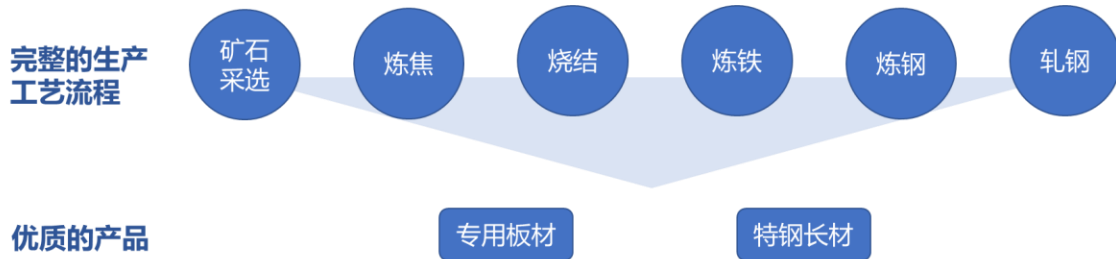 完整的生产
工艺流程
矿石
采选
炼焦
烧结
炼铁
炼钢
轧钢
优质的产品
专用板材
特钢长材